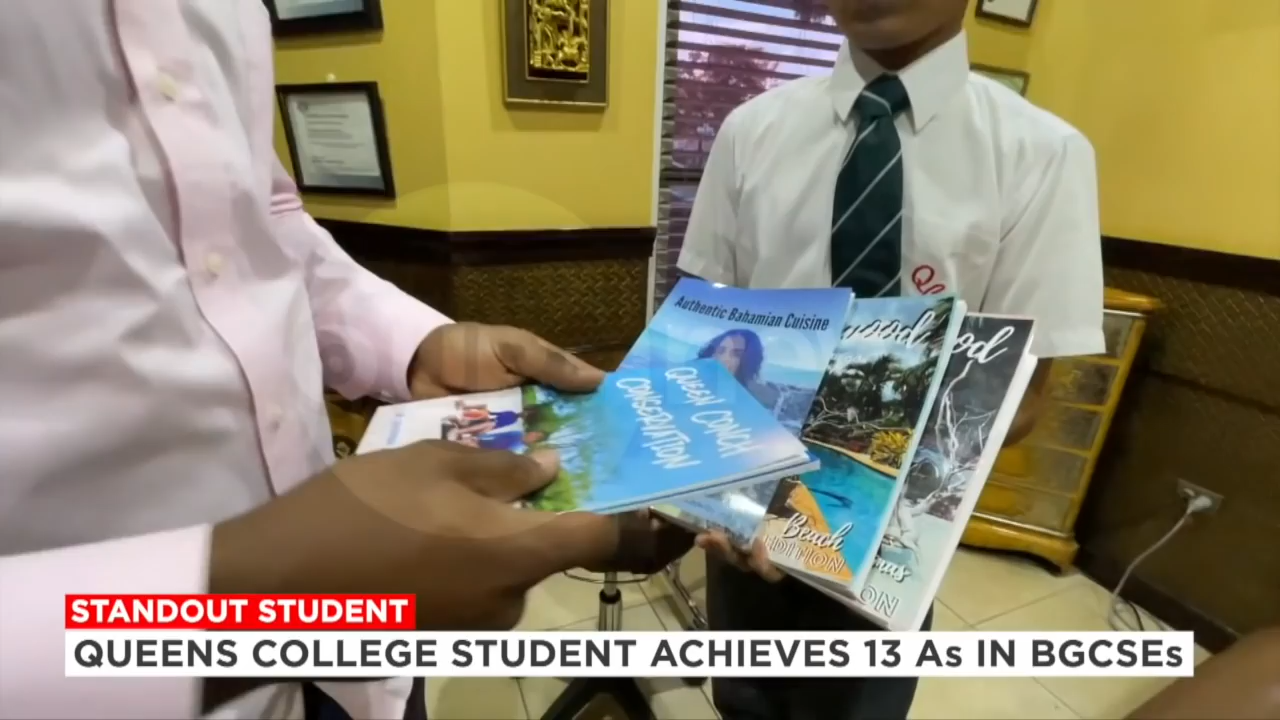 Authentic Bahamian Cuisine
QUEEN CONCH
CONSERVATION
Beach
EDITION
STANDOUT STUDENT
QUEENS COLLEGE STUDENT ACHIEVES 13 As IN BGCSEs